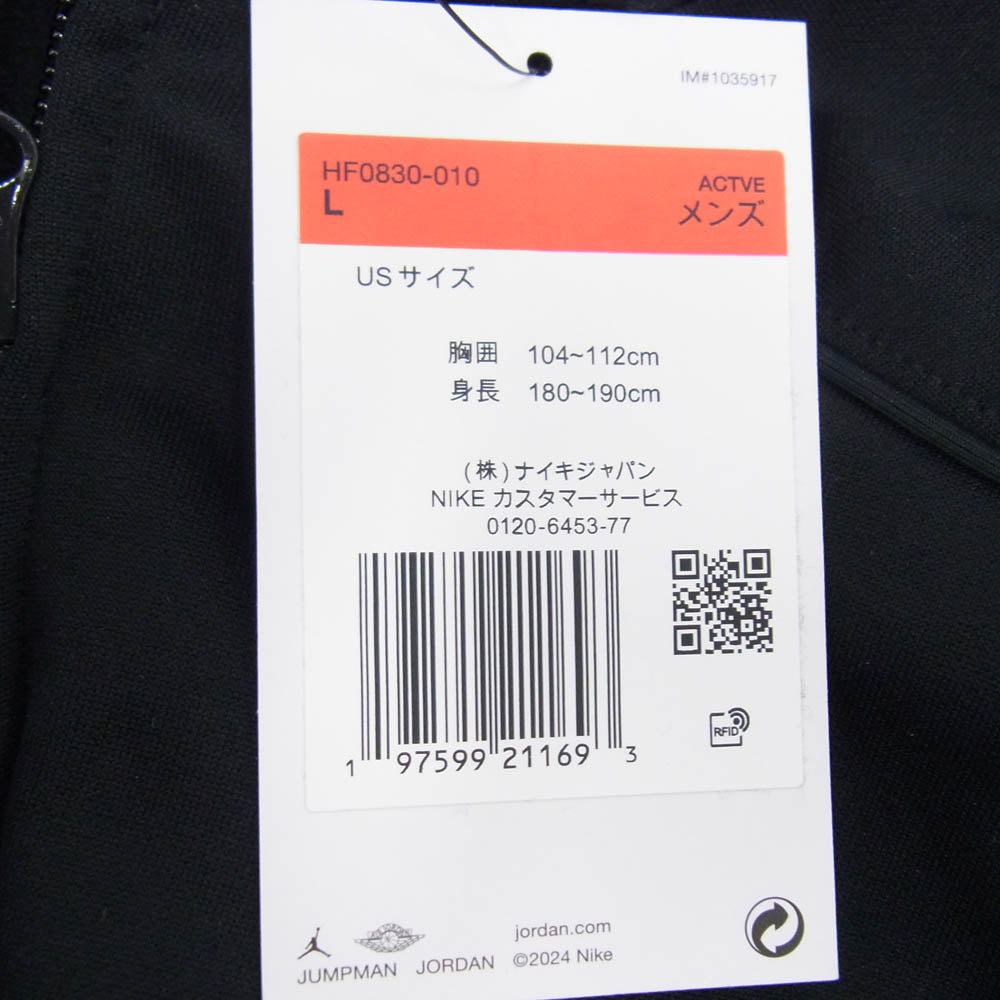 IM#1035917
HF0830-010
L
ACTVE
メンズ
US サイズ
胸囲 104~112cm
身長 180~190cm
(株)ナイキジャパン
NIKE カスタマーサービス
0120-6453-77
1 97599 21169 3
RFID
jordan.com
JUMPMAN JORDAN ©2024 Nike